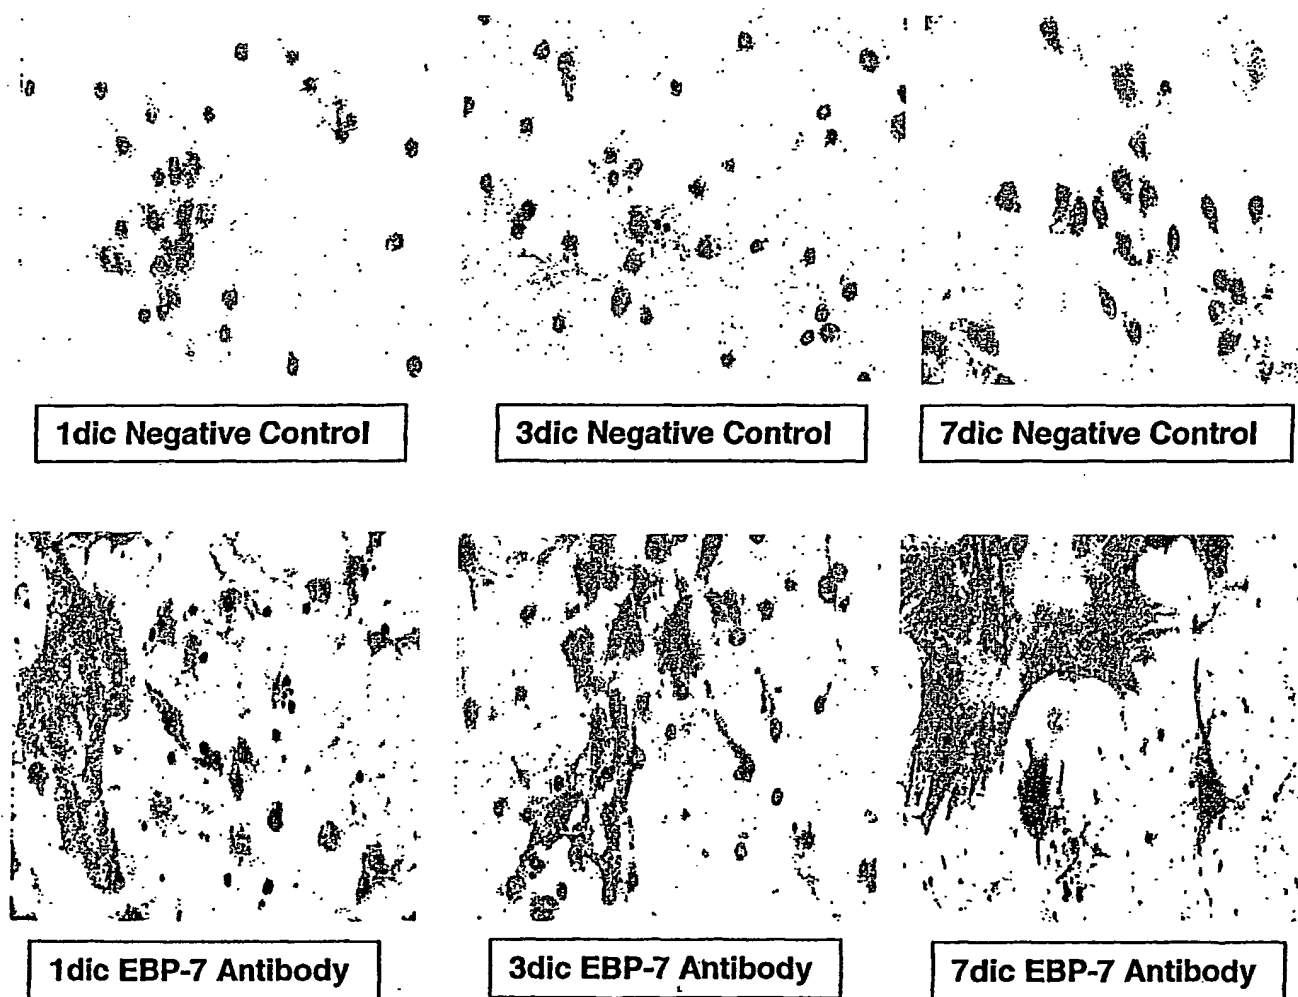 1dic Negative Control
3dic Negative Control
7dic Negative Control
1dic EBP-7 Antibody
3dic EBP-7 Antibody
7dic EBP-7 Antibody